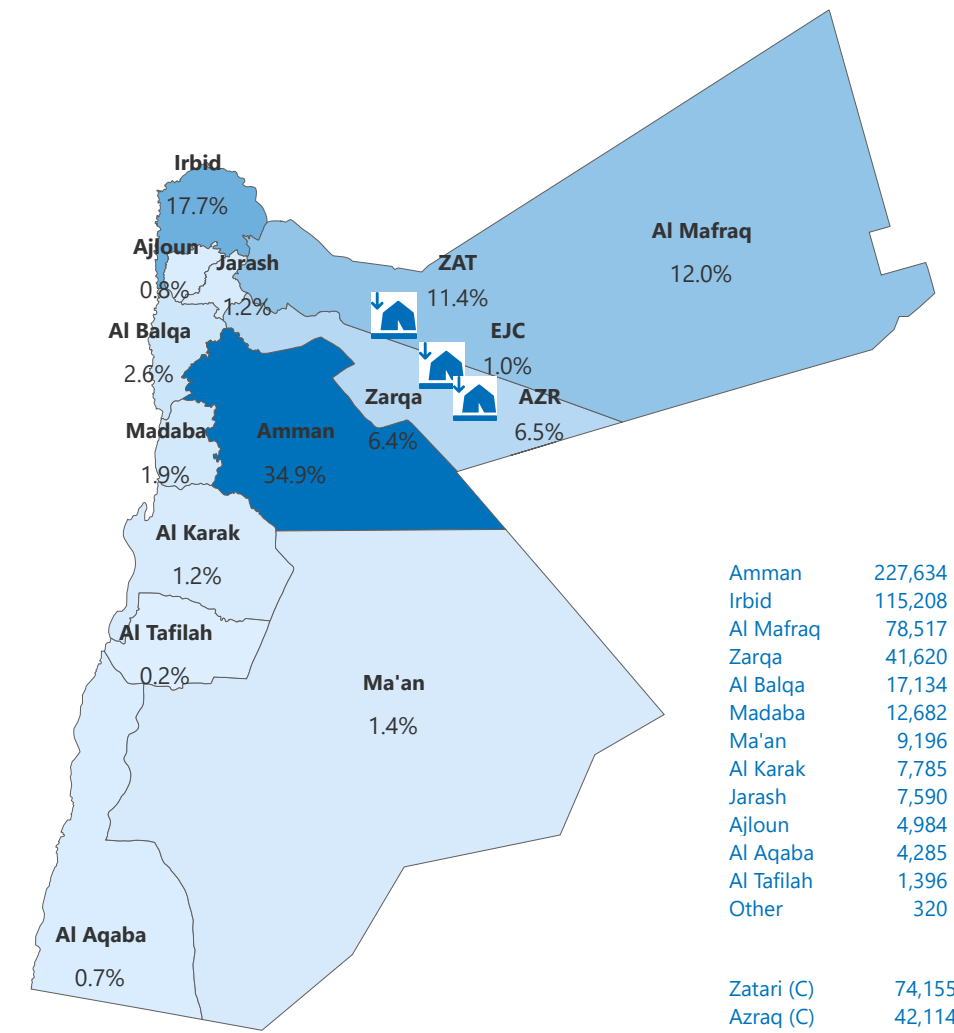 Irbid
17.7%
Al Mafraq
12.0%
Ajloun
0.8%
Jarash
1.2%
ZAT
11.4%
Al Balqa
2.6%
EJC
1.0%
Zarqa
6.4%
AZR
6.5%
Madaba
1.9%
Amman
34.9%
Al Karak
1.2%
Al Tafilah
0.2%
Ma'an
1.4%
Al Aqaba
0.7%
Amman 227,634
Irbid 115,208
Al Mafraq 78,517
Zarqa 41,620
Al Balqa 17,134
Madaba 12,682
Ma'an 9,196
Al Karak 7,785
Jarash 7,590
Ajloun 4,984
Al Aqaba 4,285
Al Tafilah 1,396
Other 320
Zatari (C) 74,155
Azraq (C) 42,114